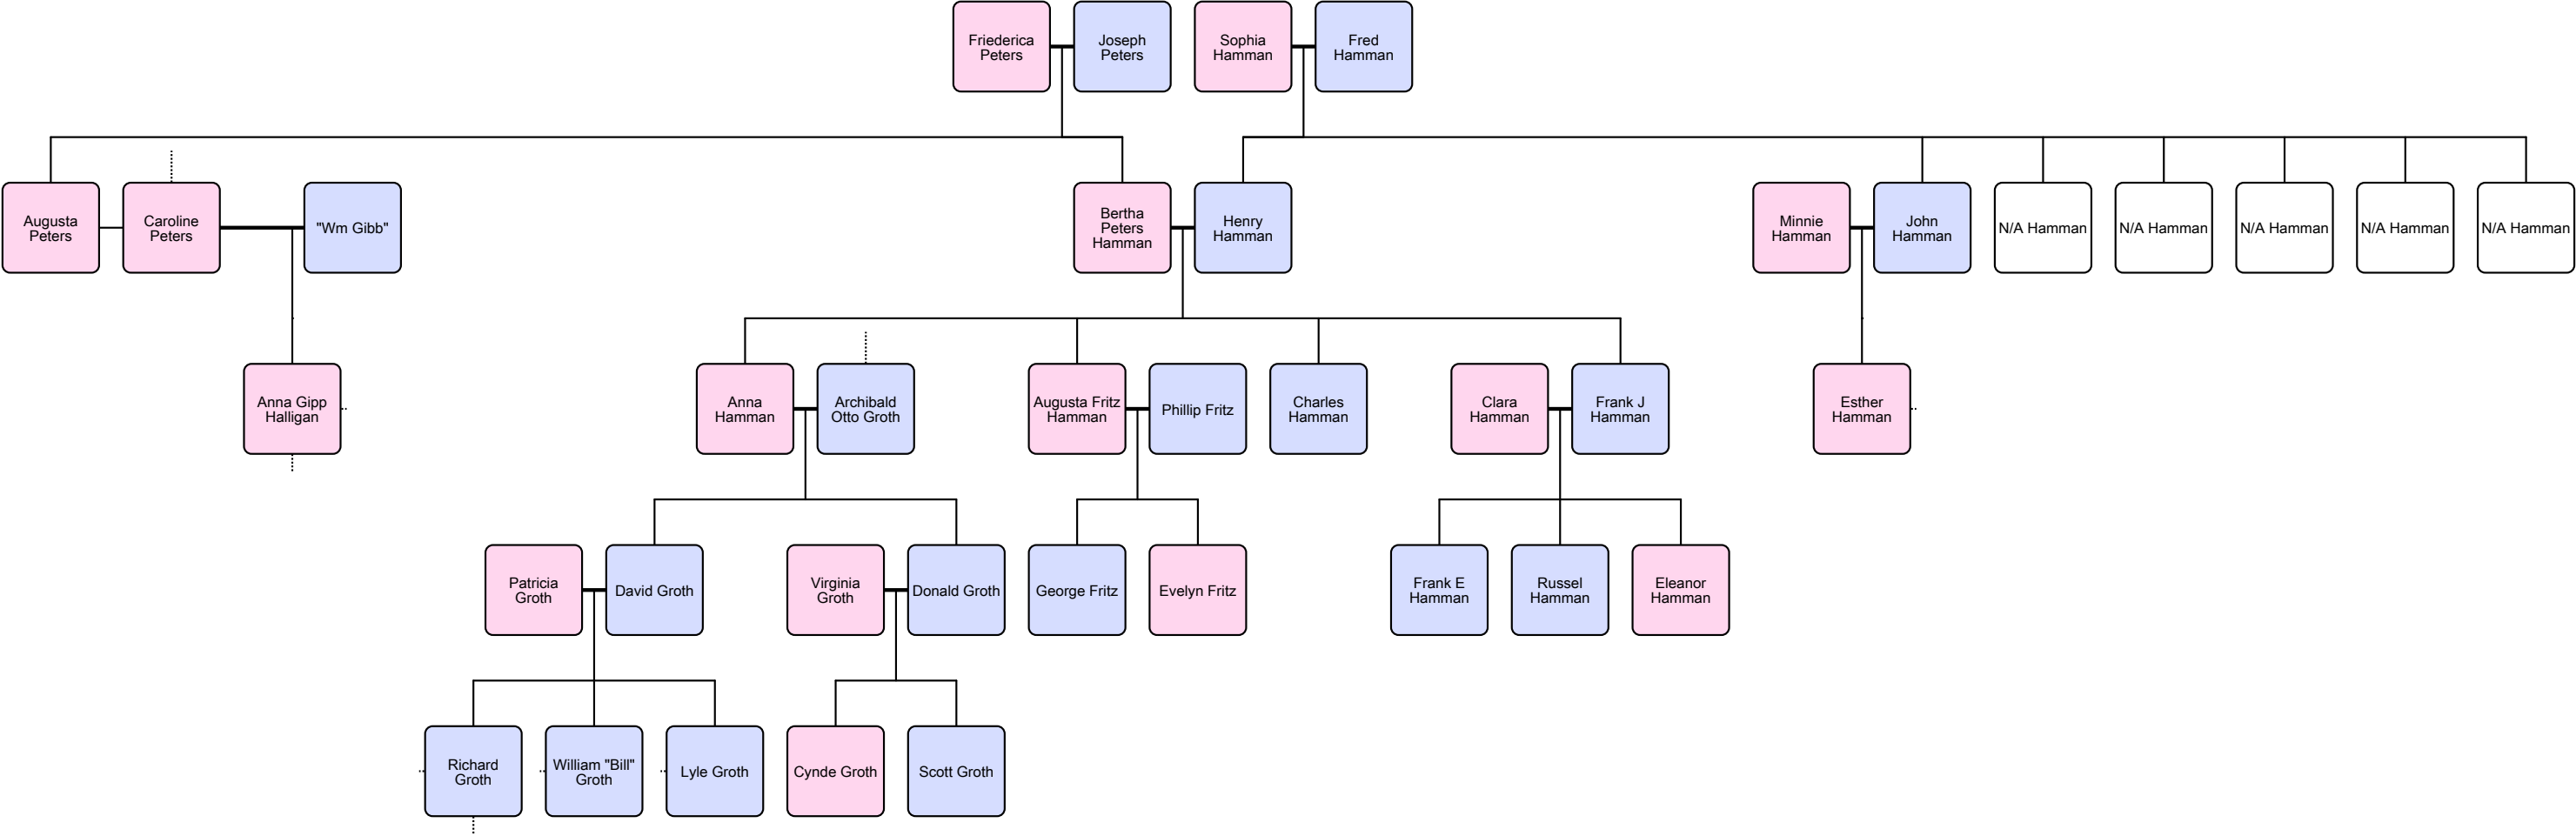 Friederica
Peters
Joseph
Peters
Sophia
Hamman
Fred
Hamman
Augusta
Peters
Caroline
Peters
"Wm Gibb"
Bertha
Peters
Hamman
Henry
Hamman
Minnie
Hamman
John
Hamman
N/A Hamman
N/A Hamman
N/A Hamman
N/A Hamman
N/A Hamman
Anna Gipp
Halligan
Anna
Hamman
Archibald
Otto Groth
Augusta Fritz
Hamman
Phillip Fritz
Charles
Hamman
Clara
Hamman
Frank J
Hamman
Esther
Hamman
Patricia
Groth
David Groth
Virginia
Groth
Donald Groth
George Fritz
Evelyn Fritz
Frank E
Hamman
Russel
Hamman
Eleanor
Hamman
Richard
Groth
William "Bill"
Groth
Lyle Groth
Cynde Groth
Scott Groth